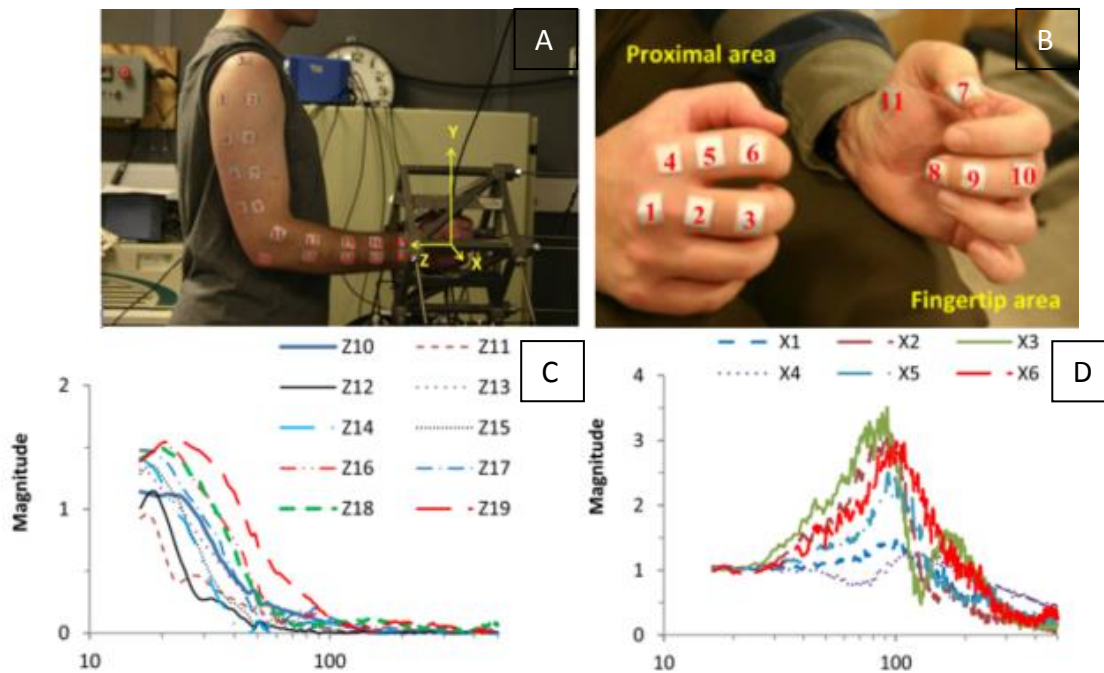 A
1 2
Y
Z
X
B
Proximal area
11 7
4 5 6
8 9 10
1 2 3
Fingertip area
C
Z10 Z11
Z12 Z13
Z14 Z15
Z16 Z17
Z18 Z19
Magnitude
2
1
0
10 100
D
X1 X2 X3
X4 X5 X6
Magnitude
4
3
2
1
0
10 100